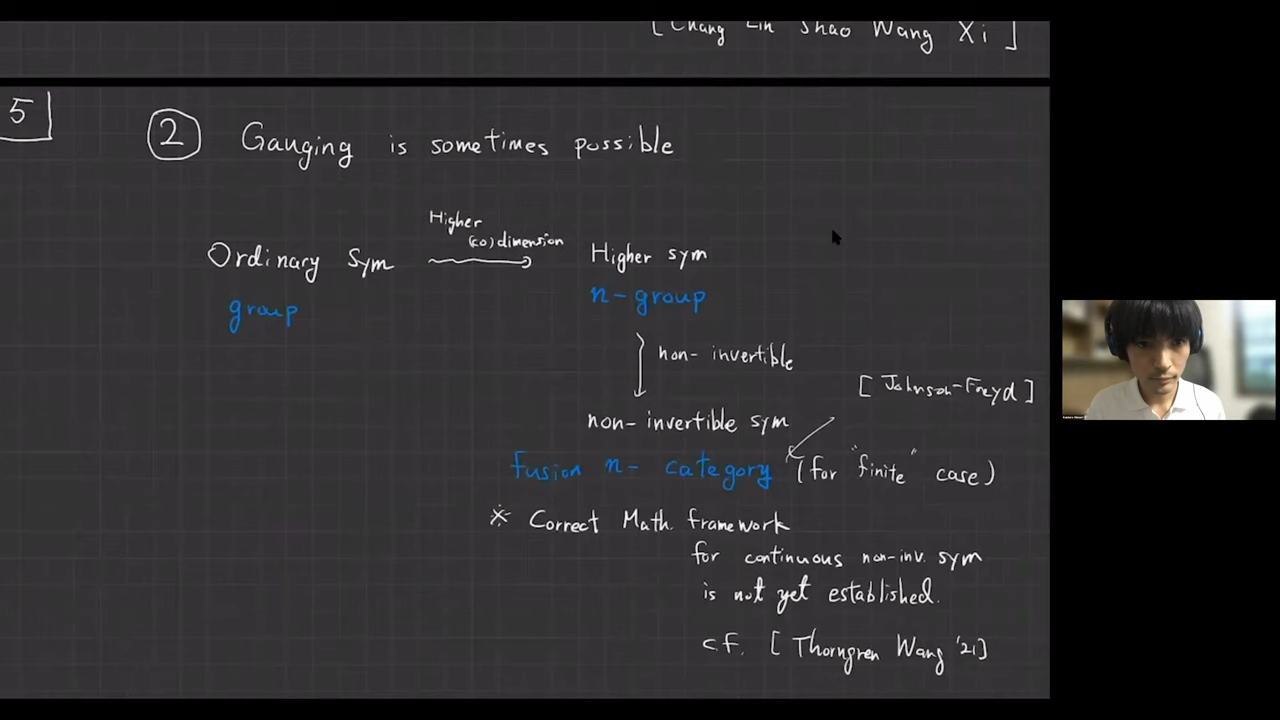 [Chang Lin Shao Wang Xi]
5
② Gauging is sometimes possible
Higher
(co)dimension
Ordinary Sym → Higher sym
group
n-group
non-invertible
[Johnson-Freyd]
non-invertible sym
fusion n-category (for "finite" case)
※ Correct Math. framework
for continuous non-inv. sym
is not yet established.
cf. [Thorngren Wang '21]